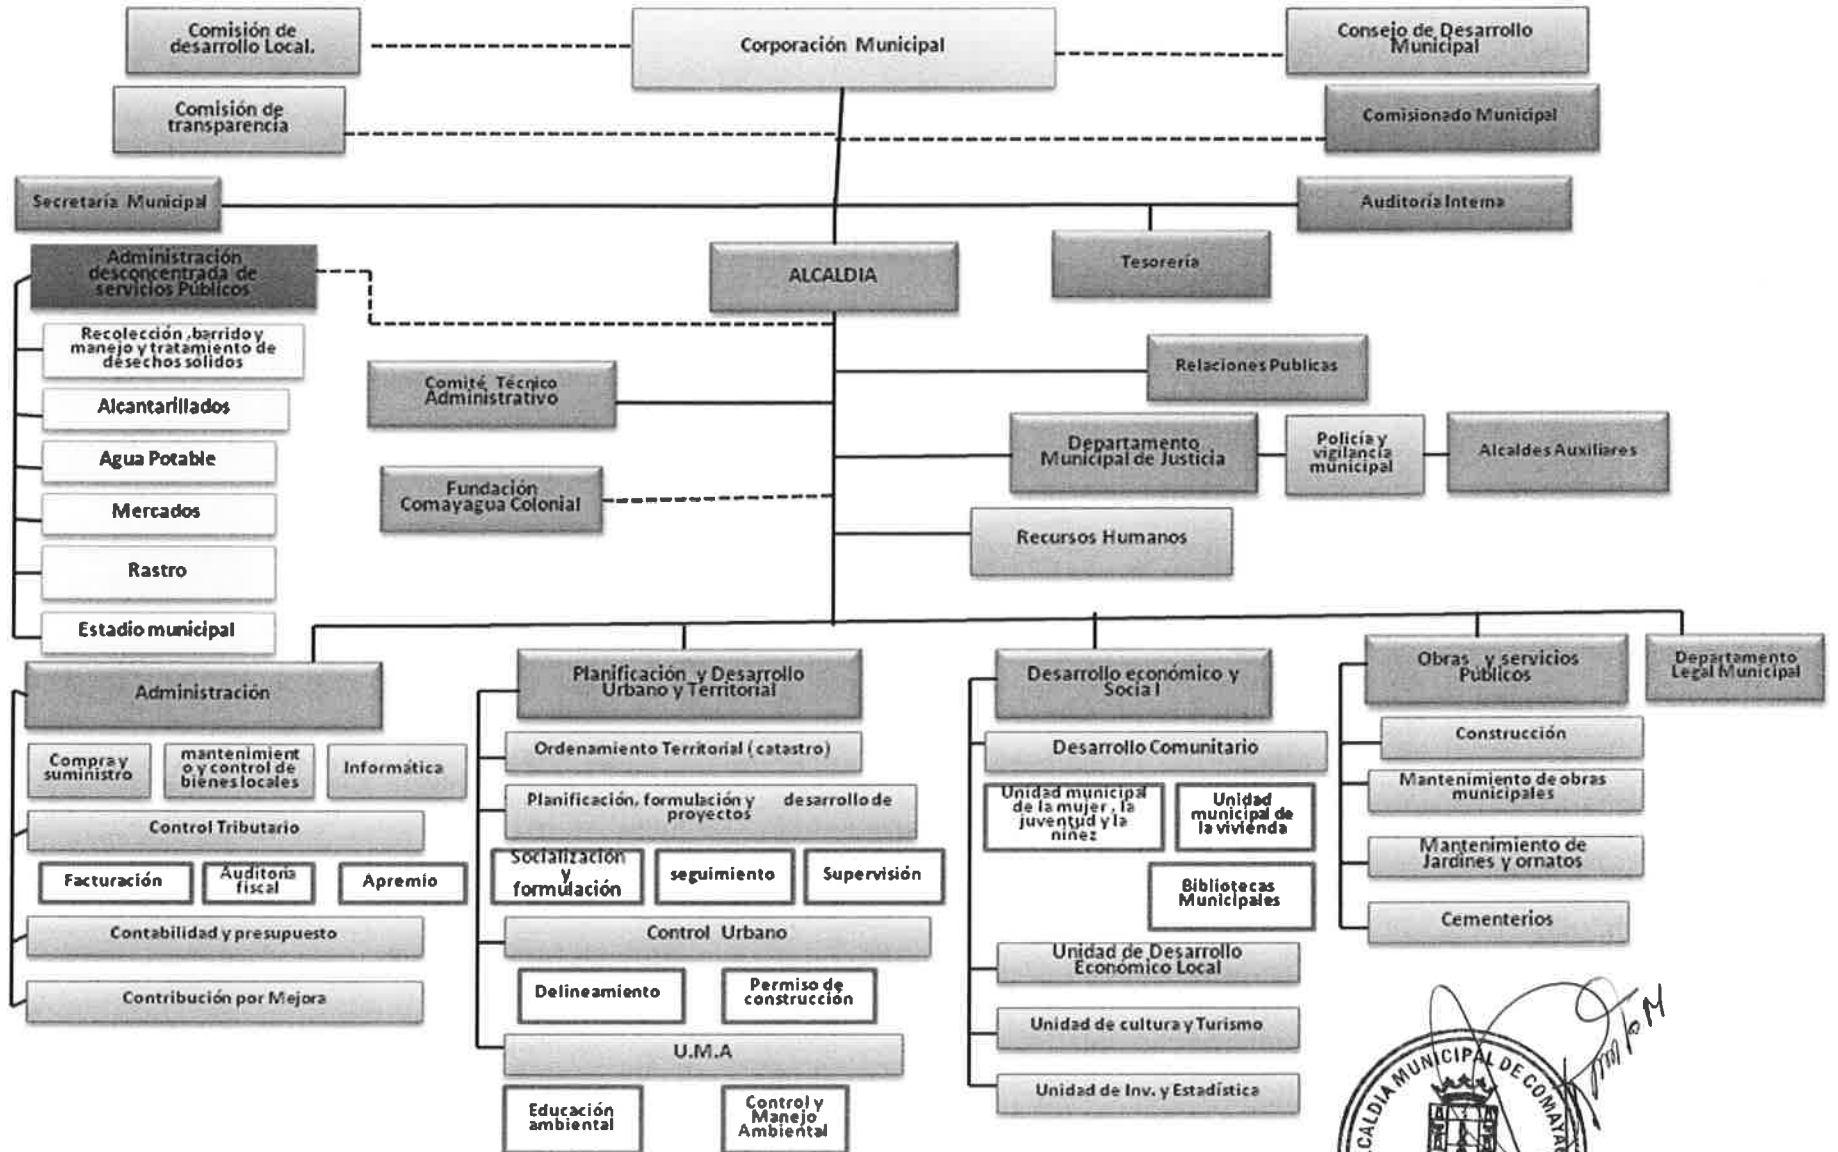 Comisión de
desarrollo Local.
Corporación Municipal
Consejo de Desarrollo
Municipal
Comisión de
transparencia
Comisionado Municipal
Secretaría Municipal
Auditoría Interna
Administración
desconcentrada de
servicios Públicos
ALCALDIA
Tesorería
Recolección ,barrido y
manejo y tratamiento de
desechos sólidos
Comité Técnico
Administrativo
Relaciones Publicas
Alcantarillados
Departamento
Municipal de Justicia
Policía y
vigilancia
municipal
Alcaldes Auxiliares
Agua Potable
Fundación
Comayagua Colonial
Mercados
Recursos Humanos
Rastro
Estadio municipal
Administración
Planificación y Desarrollo
Urbano y Territorial
Desarrollo económico y
Social
Obras y servicios
Públicos
Departamento
Legal Municipal
Compra y
suministro
mantenimient
o y control de
bienes locales
Informática
Control Tributario
Facturación
Auditoria
fiscal
Apremio
Contabilidad y presupuesto
Contribución por Mejora
Ordenamiento Territorial (catastro)
Planificación, formulación y desarrollo de
proyectos
Socialización
y
formulación
seguimiento
Supervisión
Control Urbano
Delineamiento
Permiso de
construcción
U.M.A
Educación
ambiental
Control y
Manejo
Ambiental
Desarrollo Comunitario
Unidad municipal
de la mujer , la
juventud y la
niñez
Unidad
municipal de
la vivienda
Bibliotecas
Municipales
Unidad de Desarrollo
Económico Local
Unidad de cultura y Turismo
Unidad de Inv. y Estadística
Construcción
Mantenimiento de obras
municipales
Mantenimiento de
Jardines y ornatos
Cementerios
MUNICIPAL DE